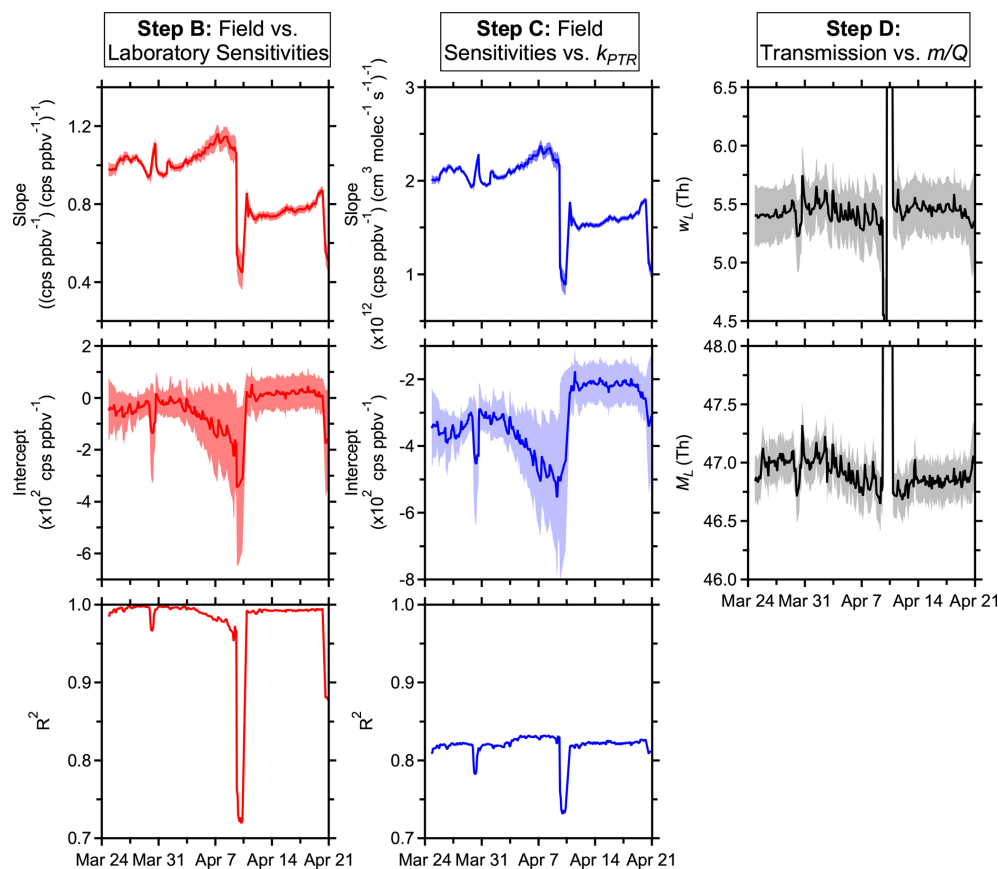 Step B: Field vs.
Laboratory Sensitivities
Step C: Field
Sensitivities vs. kPTR
Step D:
Transmission vs. m/Q
Slope
((cps ppbv⁻¹) (cps ppbv⁻¹)⁻¹)
1.2
1.0
0.8
0.6
0.4
Slope
(x10¹² (cps ppbv⁻¹) (cm³ molec⁻¹ s⁻¹)⁻¹)
3
2
1
wL (Th)
6.5
6.0
5.5
5.0
4.5
Intercept
(x10² cps ppbv⁻¹)
2
0
-2
-4
-6
Intercept
(x10² cps ppbv⁻¹)
-2
-4
-6
-8
ML (Th)
48.0
47.5
47.0
46.5
46.0
Mar 24 Mar 31 Apr 7 Apr 14 Apr 21
R²
1.0
0.9
0.8
0.7
Mar 24 Mar 31 Apr 7 Apr 14 Apr 21
R²
1.0
0.9
0.8
0.7
Mar 24 Mar 31 Apr 7 Apr 14 Apr 21